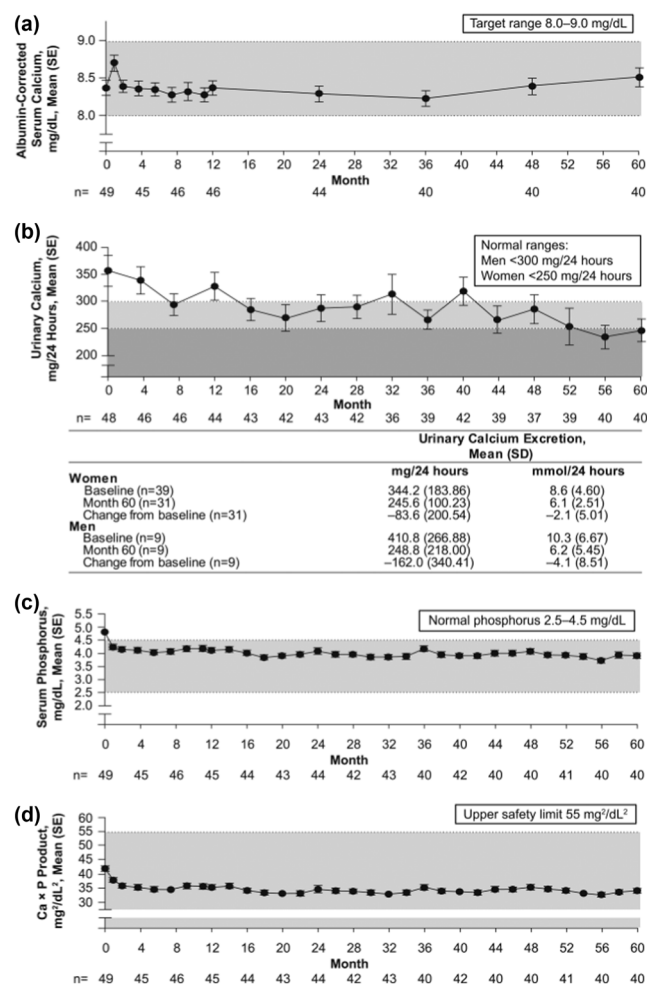 (a)
Target range 8.0–9.0 mg/dL
Albumin-Corrected
Serum Calcium,
mg/dL, Mean (SE)
9.0
8.5
8.0
0 4 8 12 16 20 24 28 32 36 40 44 48 52 56 60
Month
n= 49 45 46 46 44 40 40 40
(b)
Normal ranges:
Men <300 mg/24 hours
Women <250 mg/24 hours
Urinary Calcium,
mg/24 Hours, Mean (SE)
400
350
300
250
200
0 4 8 12 16 20 24 28 32 36 40 44 48 52 56 60
Month
n= 48 46 46 44 43 42 43 42 36 39 42 39 37 39 40 40
Urinary Calcium Excretion,
Mean (SD)
mg/24 hours mmol/24 hours
Women
Baseline (n=39) 344.2 (183.86) 8.6 (4.60)
Month 60 (n=31) 245.6 (100.23) 6.1 (2.51)
Change from baseline (n=31) –83.6 (200.54) –2.1 (5.01)
Men
Baseline (n=9) 410.8 (266.88) 10.3 (6.67)
Month 60 (n=9) 248.8 (218.00) 6.2 (5.45)
Change from baseline (n=9) –162.0 (340.41) –4.1 (8.51)
(c)
Normal phosphorus 2.5–4.5 mg/dL
Serum Phosphorus,
mg/dL, Mean (SE)
5.5
5.0
4.5
4.0
3.5
3.0
2.5
2.0
0 4 8 12 16 20 24 28 32 36 40 44 48 52 56 60
Month
n= 49 45 46 45 44 43 44 43 42 40 42 40 40 41 40 40
(d)
Upper safety limit 55 mg²/dL²
Ca × P Product,
mg²/dL², Mean (SE)
60
55
50
45
40
35
30
0 4 8 12 16 20 24 28 32 36 40 44 48 52 56 60
Month
n= 49 45 46 45 44 43 44 43 42 40 42 40 40 41 40 40